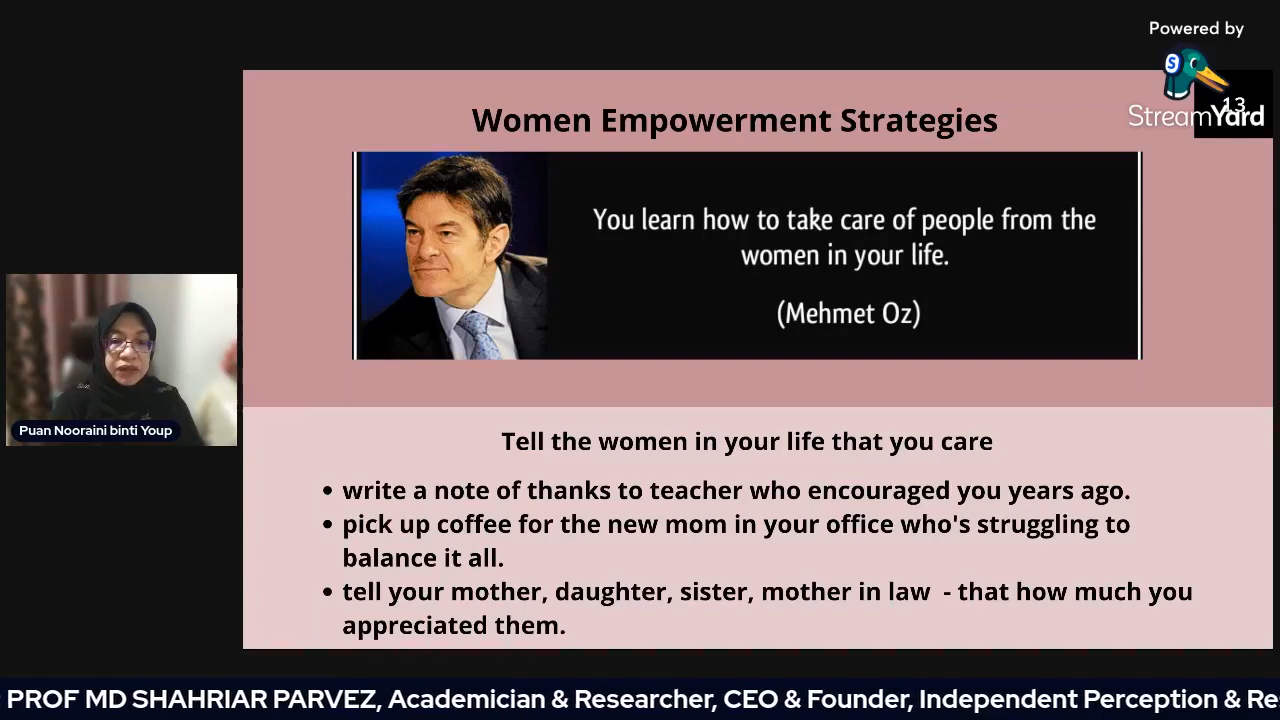 Powered by
StreamYard
13
Women Empowerment Strategies
You learn how to take care of people from the
women in your life.
(Mehmet Oz)
Puan Nooraini binti Youp
Tell the women in your life that you care
• write a note of thanks to teacher who encouraged you years ago.
• pick up coffee for the new mom in your office who's struggling to
balance it all.
• tell your mother, daughter, sister, mother in law - that how much you
appreciated them.
PROF MD SHAHRIAR PARVEZ, Academician & Researcher, CEO & Founder, Independent Perception & Re